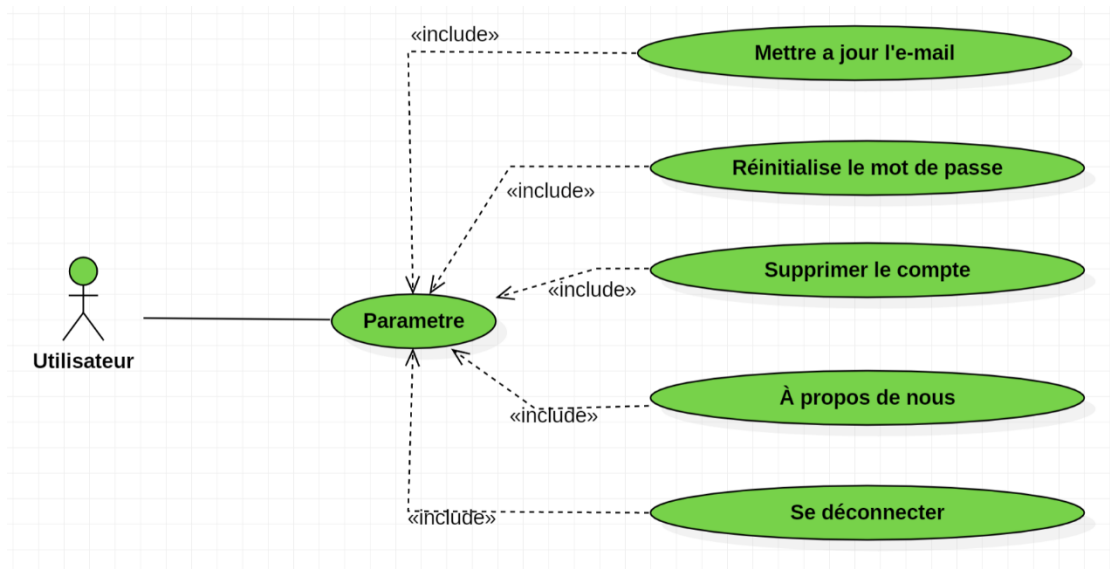 «include»
Mettre a jour l'e-mail
Réinitialise le mot de passe
«include»
Supprimer le compte
«include»
Parametre
Utilisateur
À propos de nous
«include»
Se déconnecter
«include»